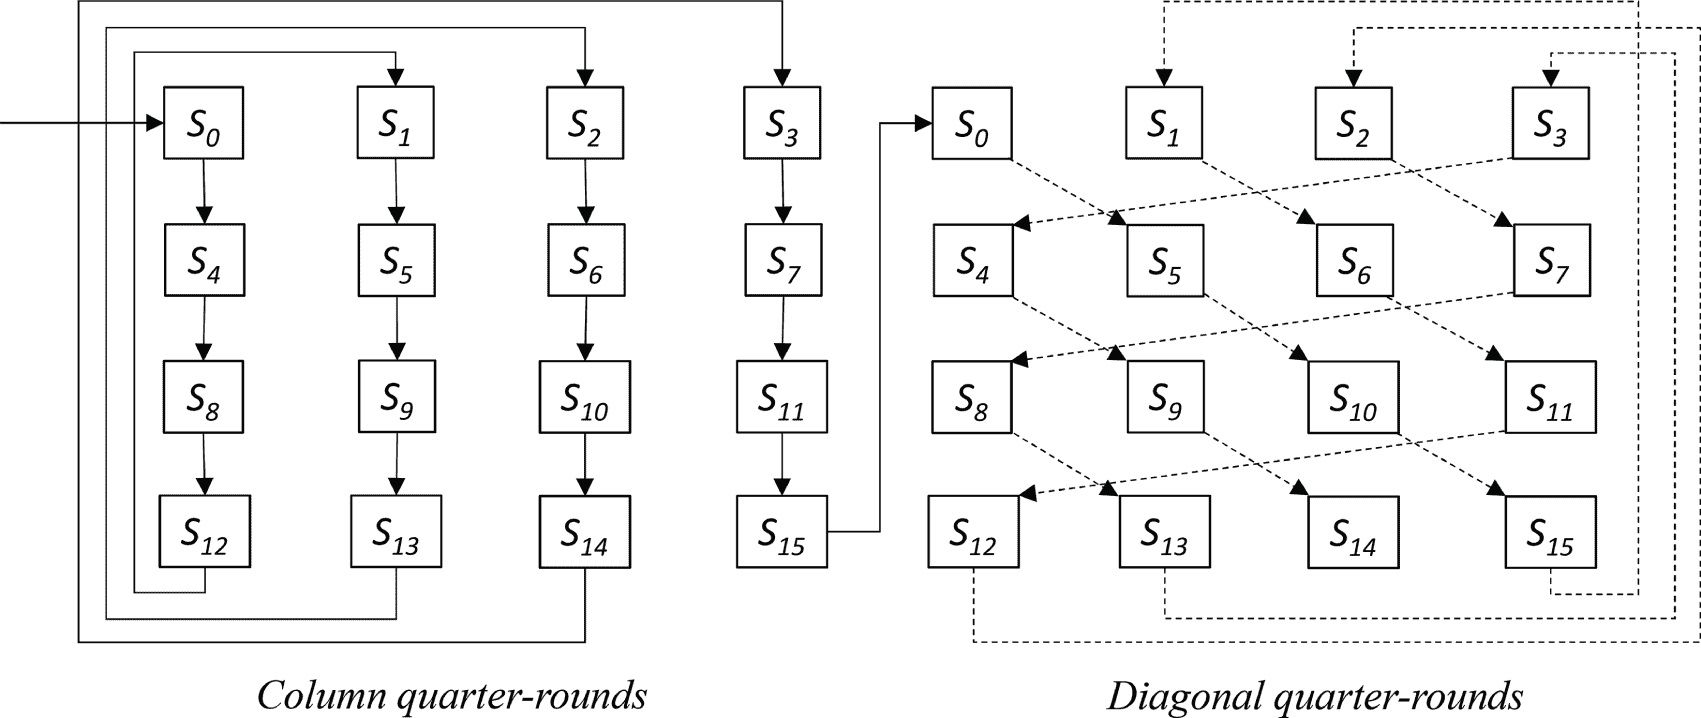 S0 S1 S2 S3 S0 S1 S2 S3
S4 S5 S6 S7 S4 S5 S6 S7
S8 S9 S10 S11 S8 S9 S10 S11
S12 S13 S14 S15 S12 S13 S14 S15
Column quarter-rounds Diagonal quarter-rounds